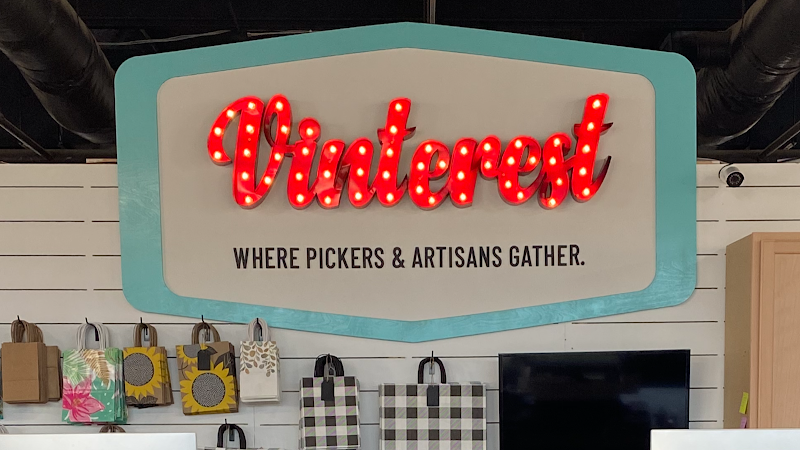 Vinterest
WHERE PICKERS & ARTISANS GATHER.